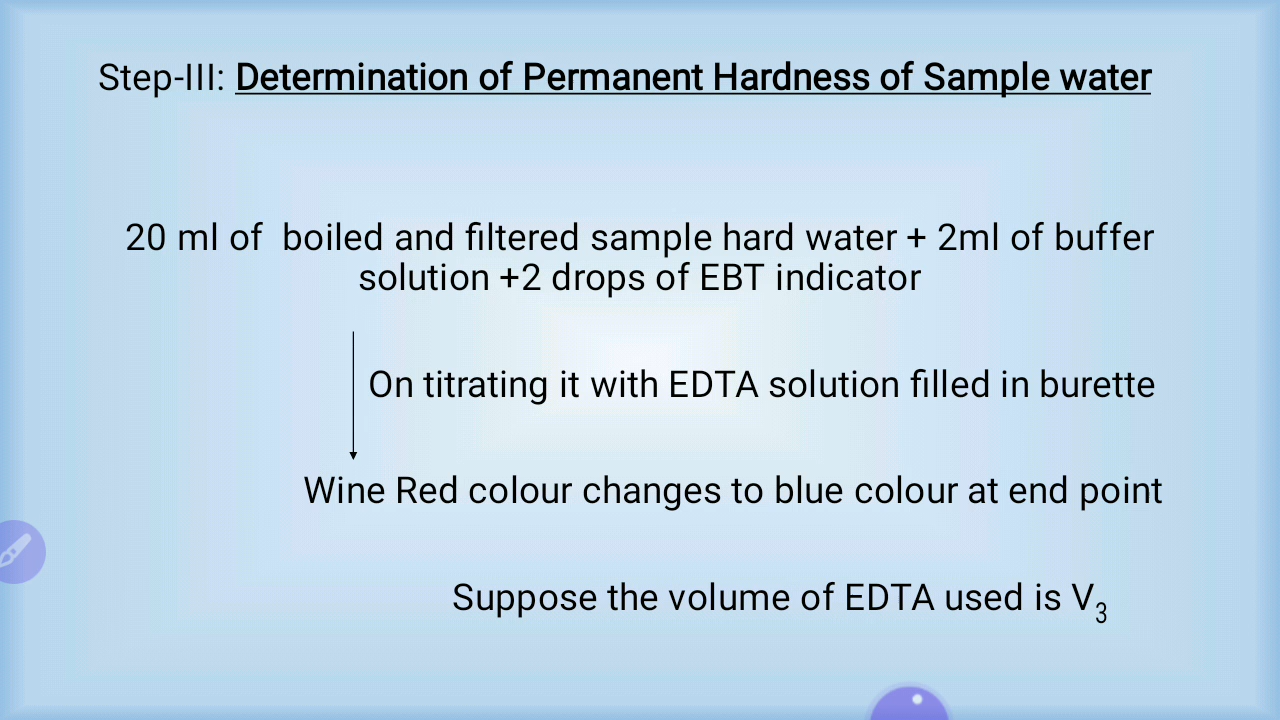 Step-III: Determination of Permanent Hardness of Sample water
20 ml of  boiled and filtered sample hard water + 2ml of buffer
solution +2 drops of EBT indicator
On titrating it with EDTA solution filled in burette
Wine Red colour changes to blue colour at end point
Suppose the volume of EDTA used is V₃